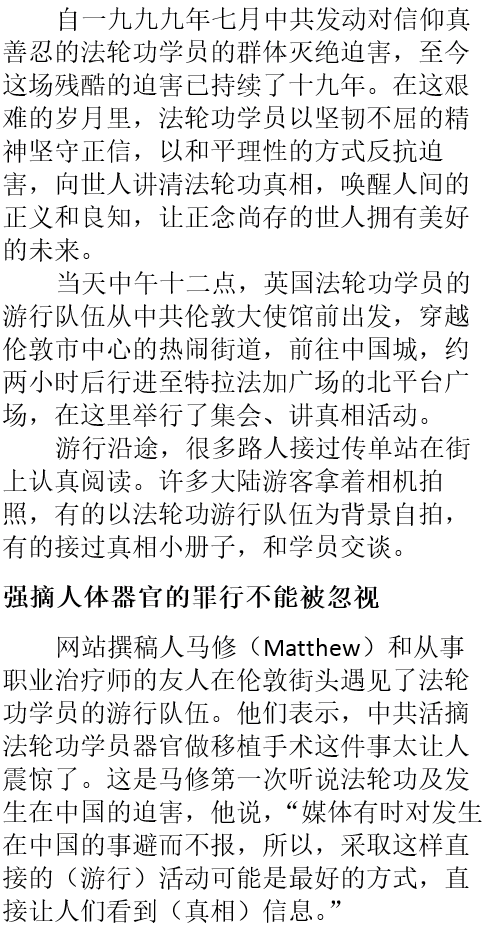 自一九九九年七月中共发动对信仰真
善忍的法轮功学员的群体灭绝迫害，至今
这场残酷的迫害已持续了十九年。在这艰
难的岁月里，法轮功学员以坚韧不屈的精
神坚守正信，以和平理性的方式反抗迫
害，向世人讲清法轮功真相，唤醒人间的
正义和良知，让正念尚存的世人拥有美好
的未来。
当天中午十二点，英国法轮功学员的
游行队伍从中共伦敦大使馆前出发，穿越
伦敦市中心的热闹街道，前往中国城，约
两小时后行进至特拉法加广场的北平台广
场，在这里举行了集会、讲真相活动。
游行沿途，很多路人接过传单站在街
上认真阅读。许多大陆游客拿着相机拍
照，有的以法轮功游行队伍为背景自拍，
有的接过真相小册子，和学员交谈。
强摘人体器官的罪行不能被忽视
网站撰稿人马修（Matthew）和从事
职业治疗师的友人在伦敦街头遇见了法轮
功学员的游行队伍。他们表示，中共活摘
法轮功学员器官做移植手术这件事太让人
震惊了。这是马修第一次听说法轮功及发
生在中国的迫害，他说，“媒体有时对发生
在中国的事避而不报，所以，采取这样直
接的（游行）活动可能是最好的方式，直
接让人们看到（真相）信息。”